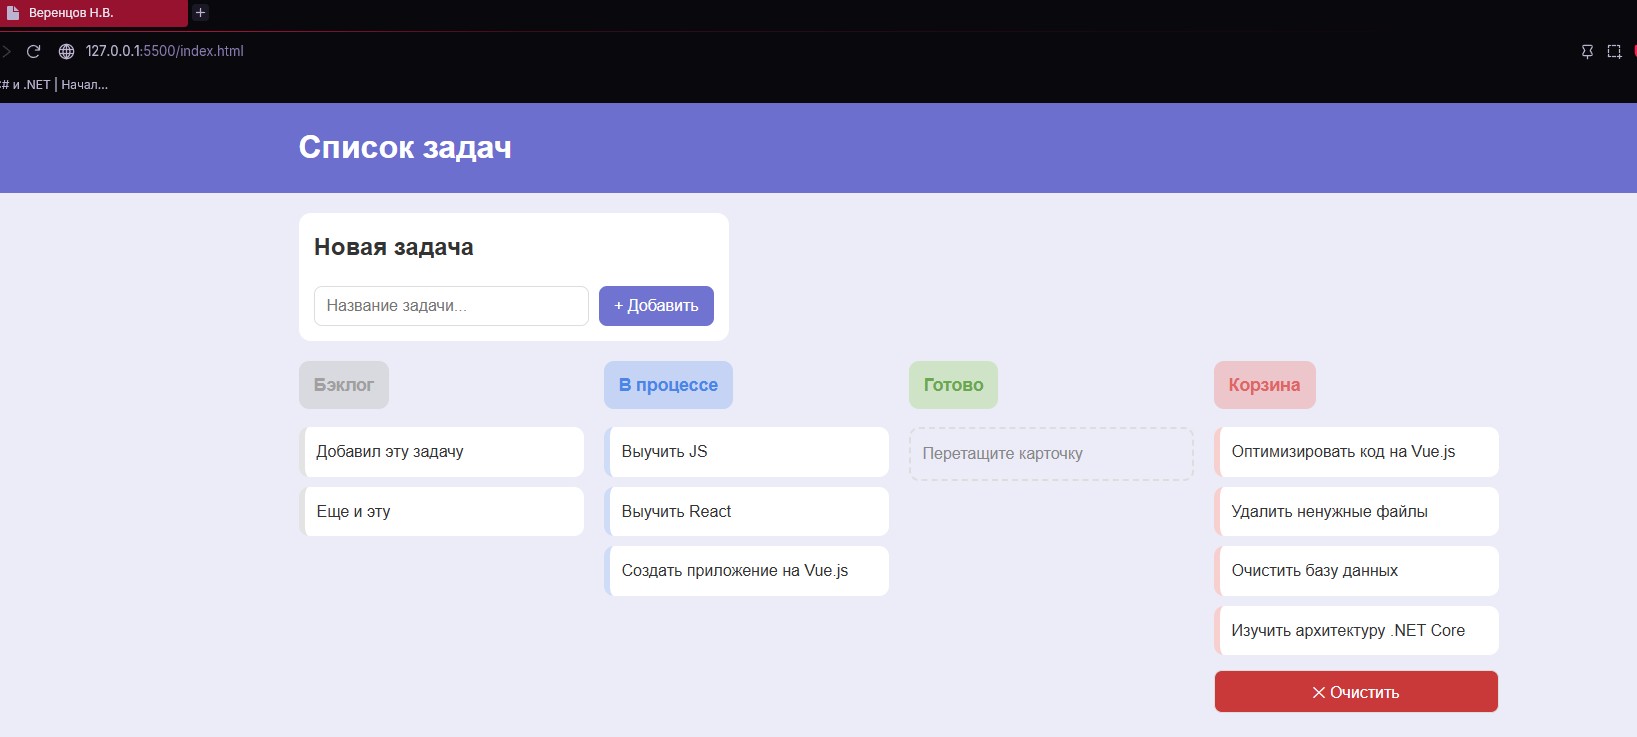 Веренцов Н.В.
127.0.0.1:5500/index.html
# и .NET | Начал...
Список задач
Новая задача
Название задачи...
+ Добавить
Бэклог
Добавил эту задачу
Еще и эту
В процессе
Выучить JS
Выучить React
Создать приложение на Vue.js
Готово
Перетащите карточку
Корзина
Оптимизировать код на Vue.js
Удалить ненужные файлы
Очистить базу данных
Изучить архитектуру .NET Core
Очистить